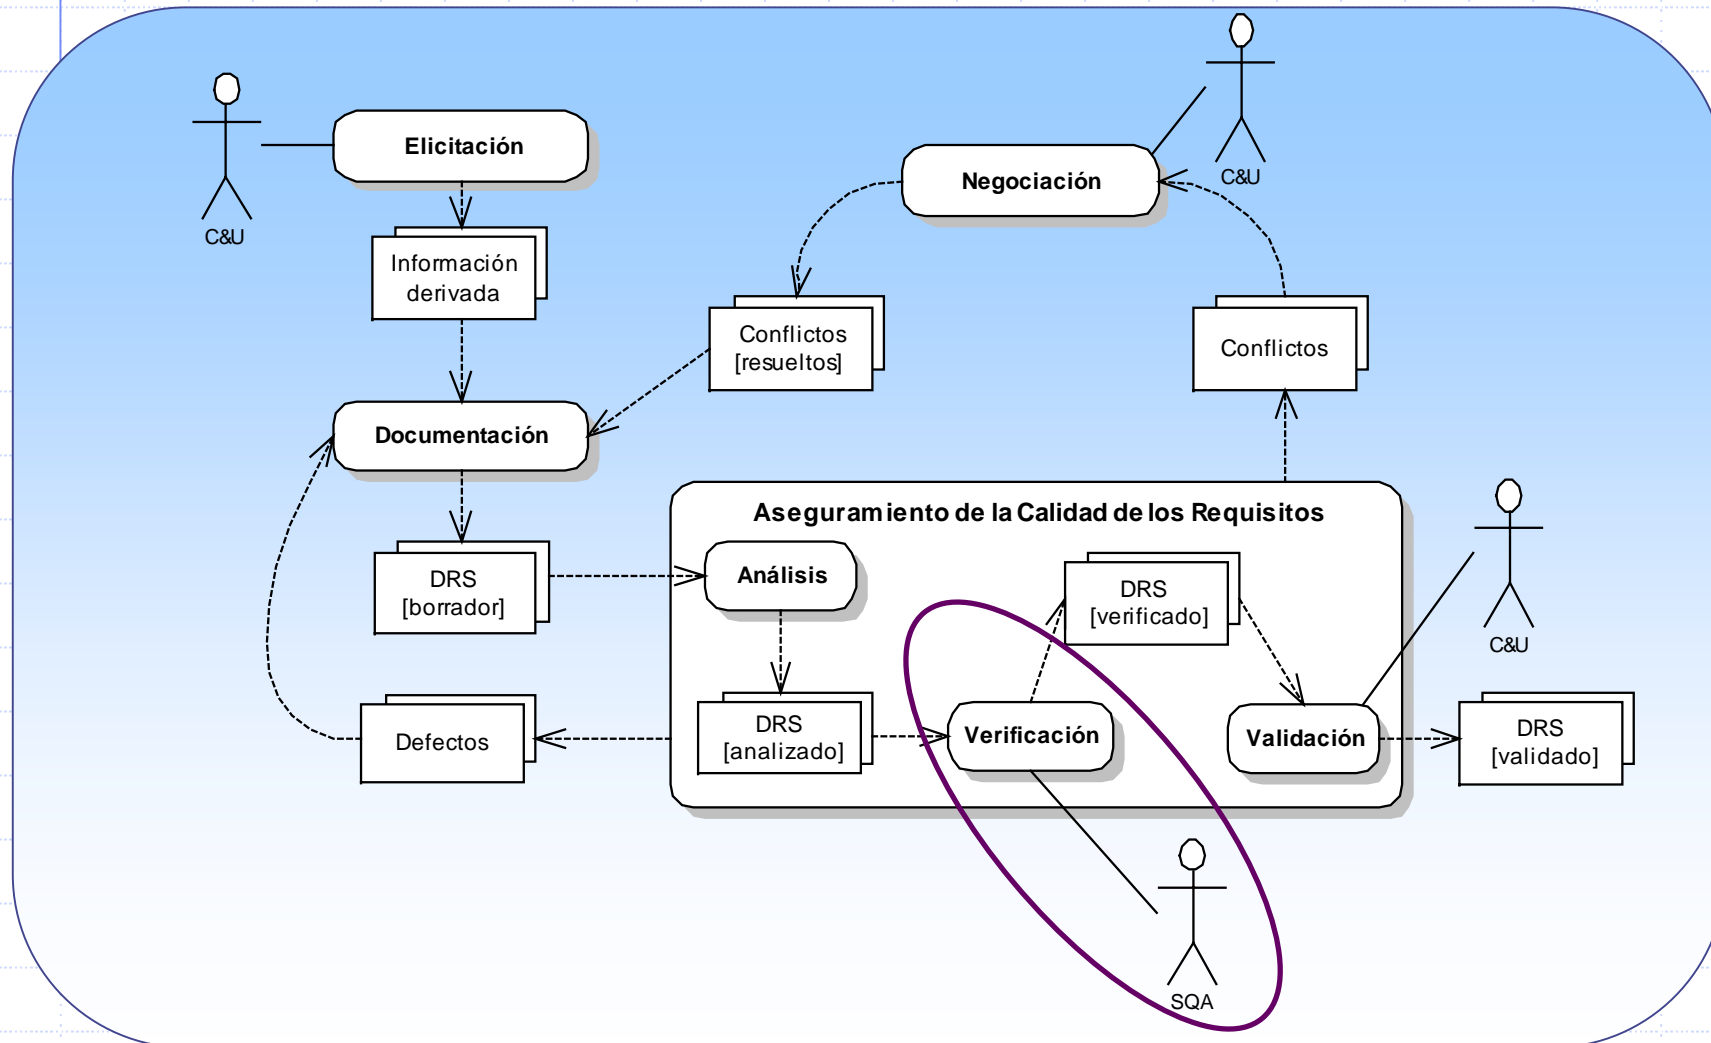 Elicitación
C&U
Información
derivada
Negociación
C&U
Conflictos
[resueltos]
Conflictos
Documentación
Aseguramiento de la Calidad de los Requisitos
DRS
[borrador]
Análisis
DRS
[verificado]
C&U
Defectos
DRS
[analizado]
Verificación
Validación
DRS
[validado]
SQA